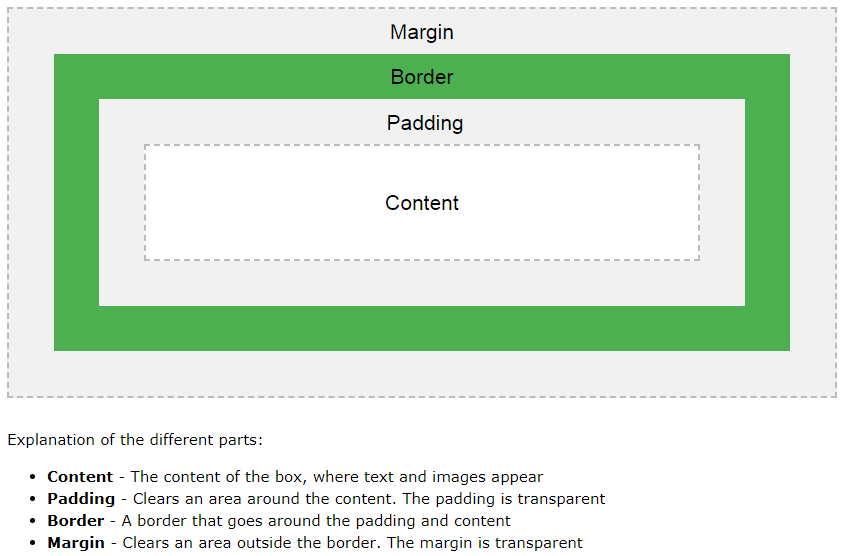 Margin
Border
Padding
Content
Explanation of the different parts:
• Content - The content of the box, where text and images appear
• Padding - Clears an area around the content. The padding is transparent
• Border - A border that goes around the padding and content
• Margin - Clears an area outside the border. The margin is transparent